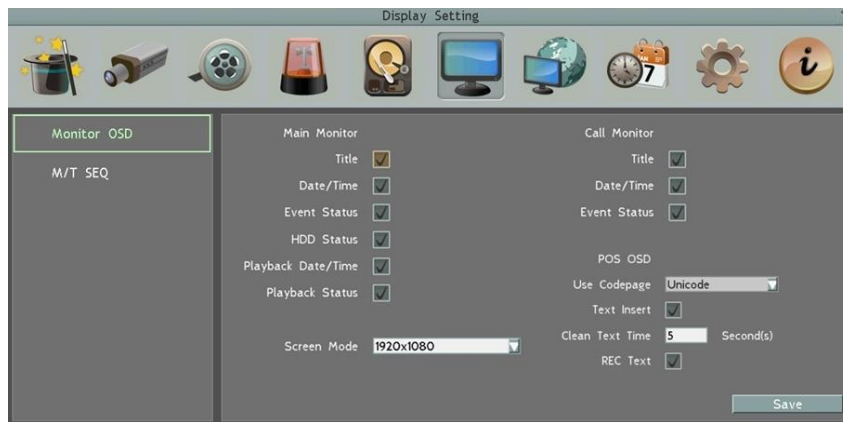 Display Setting
7
i
Monitor OSD
M/T SEQ
Main Monitor
Title
Date/Time
Event Status
HDD Status
Playback Date/Time
Playback Status
Screen Mode 1920x1080
Call Monitor
Title
Date/Time
Event Status
POS OSD
Use Codepage Unicode
Text Insert
Clean Text Time 5 Second(s)
REC Text
Save